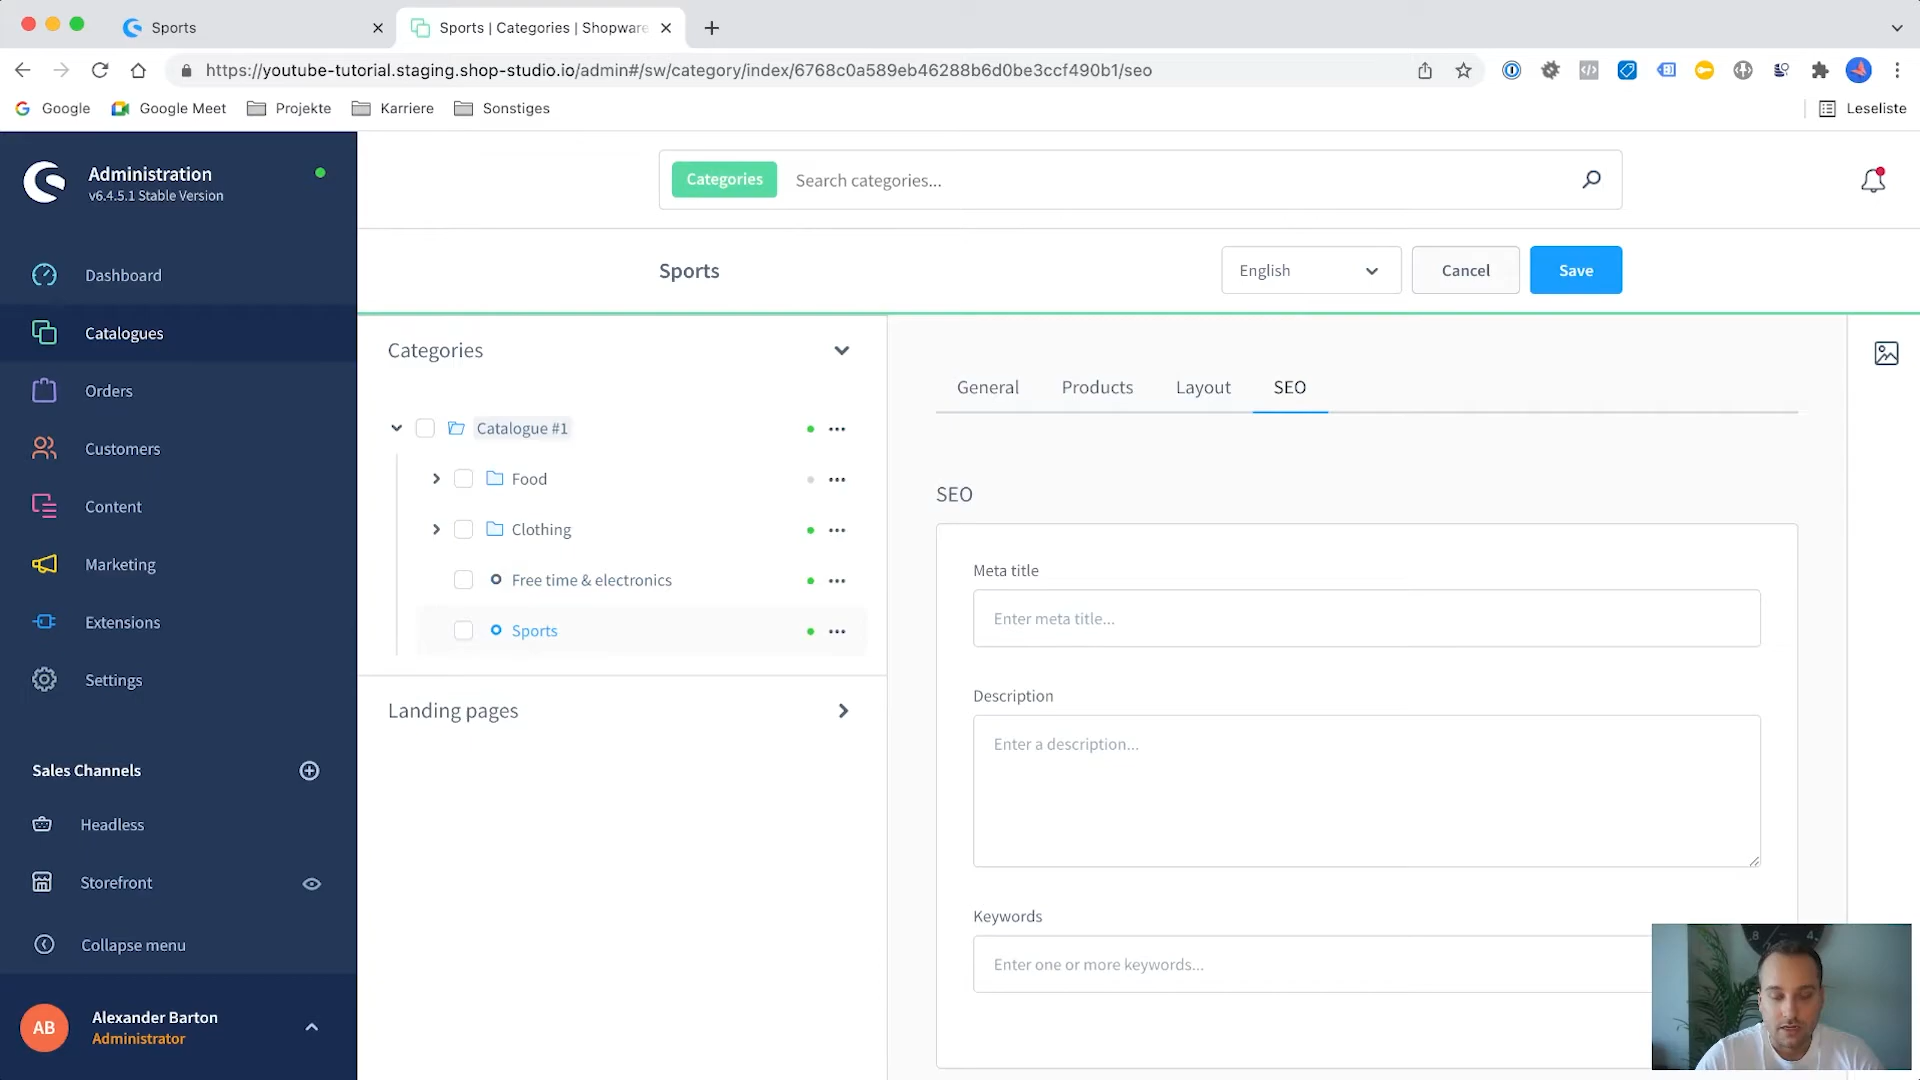 Sports
Sports | Categories | Shopware
https://youtube-tutorial.staging.shop-studio.io/admin#/sw/category/index/6768c0a589eb46288b6d0be3ccf490b1/seo
Google
Google Meet
Projekte
Karriere
Sonstiges
Leseliste
Administration
v6.4.5.1 Stable Version
Categories
Search categories...
Dashboard
Catalogues
Orders
Customers
Content
Marketing
Extensions
Settings
Sales Channels
Headless
Storefront
Collapse menu
AB
Alexander Barton
Administrator
Sports
English
Cancel
Save
Categories
Catalogue #1
Food
Clothing
Free time & electronics
Sports
Landing pages
General
Products
Layout
SEO
SEO
Meta title
Enter meta title...
Description
Enter a description...
Keywords
Enter one or more keywords...